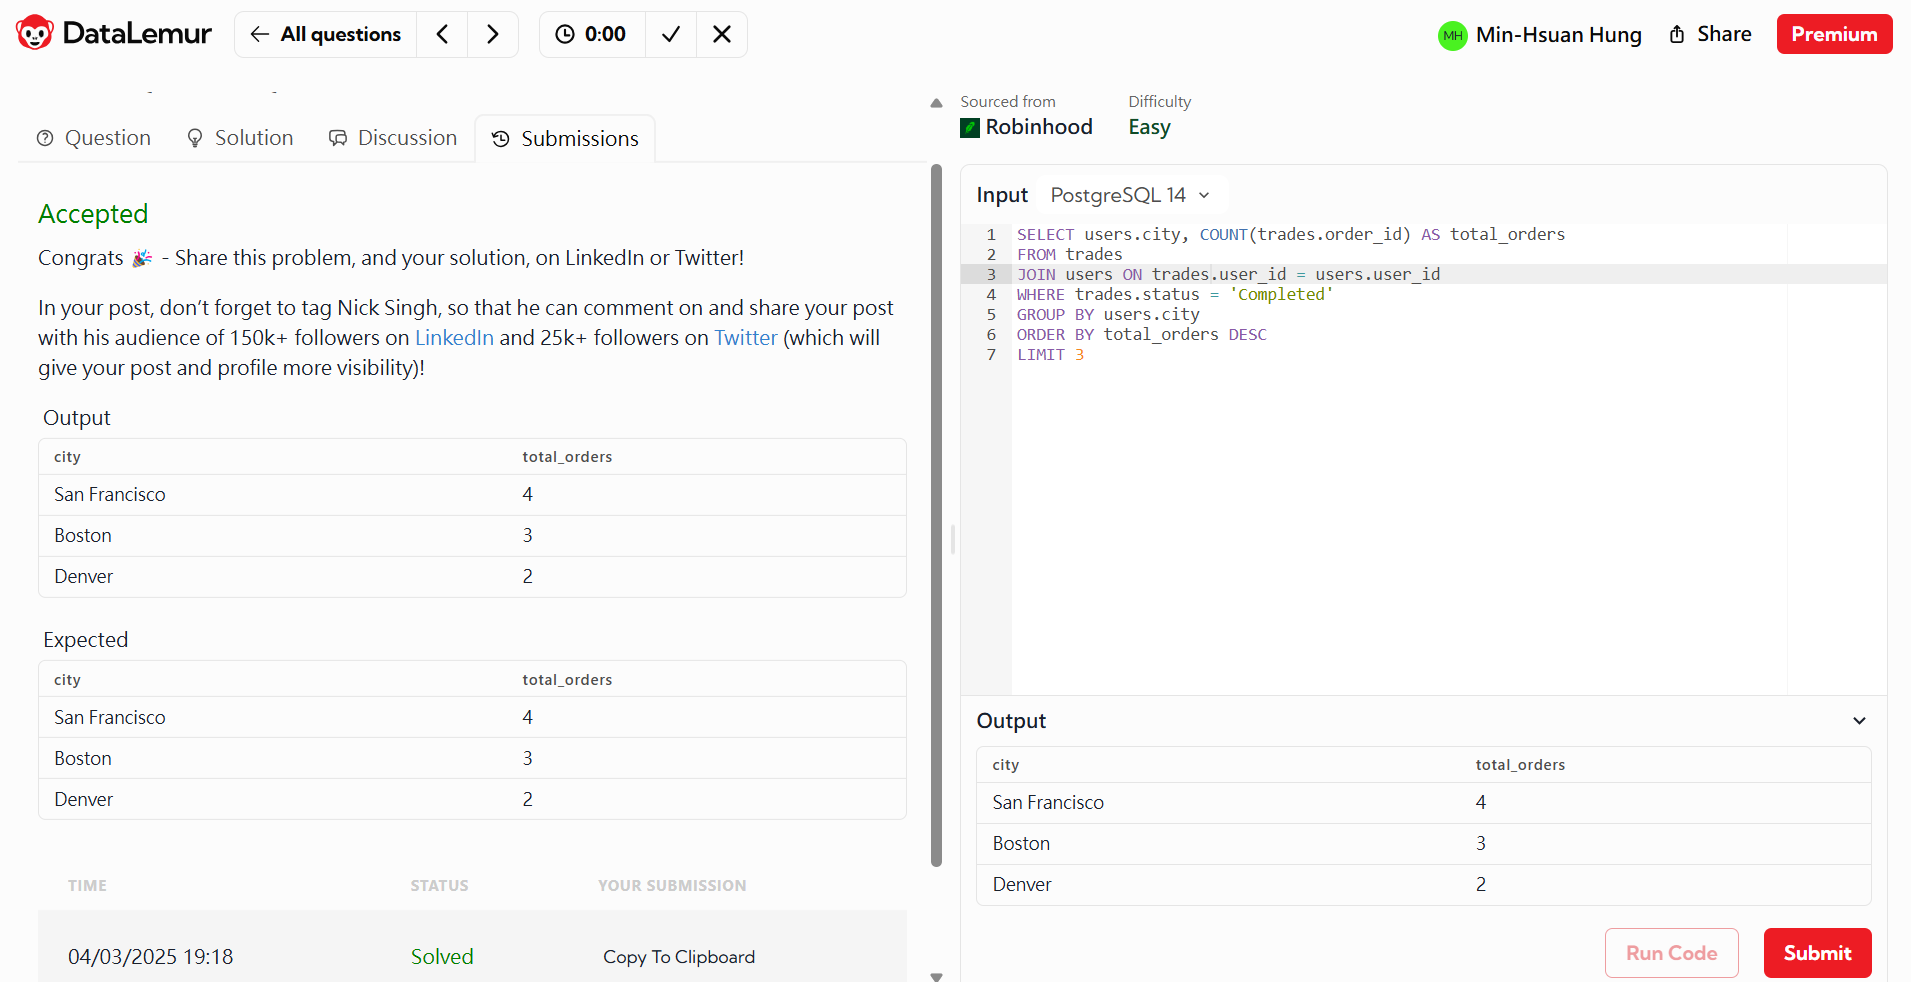 DataLemur
All questions
0:00
MH
Min-Hsuan Hung
Share
Premium
Question
Solution
Discussion
Submissions
Accepted
Congrats 🎉 - Share this problem, and your solution, on LinkedIn or Twitter!
In your post, don’t forget to tag Nick Singh, so that he can comment on and share your post
with his audience of 150k+ followers on LinkedIn and 25k+ followers on Twitter (which will
give your post and profile more visibility)!
Output
city total_orders
San Francisco 4
Boston 3
Denver 2
Expected
city total_orders
San Francisco 4
Boston 3
Denver 2
TIME STATUS YOUR SUBMISSION
04/03/2025 19:18 Solved Copy To Clipboard
Sourced from
Robinhood
Difficulty
Easy
Input PostgreSQL 14
1 SELECT users.city, COUNT(trades.order_id) AS total_orders
2 FROM trades
3 JOIN users ON trades.user_id = users.user_id
4 WHERE trades.status = 'Completed'
5 GROUP BY users.city
6 ORDER BY total_orders DESC
7 LIMIT 3
Output
city total_orders
San Francisco 4
Boston 3
Denver 2
Run Code
Submit